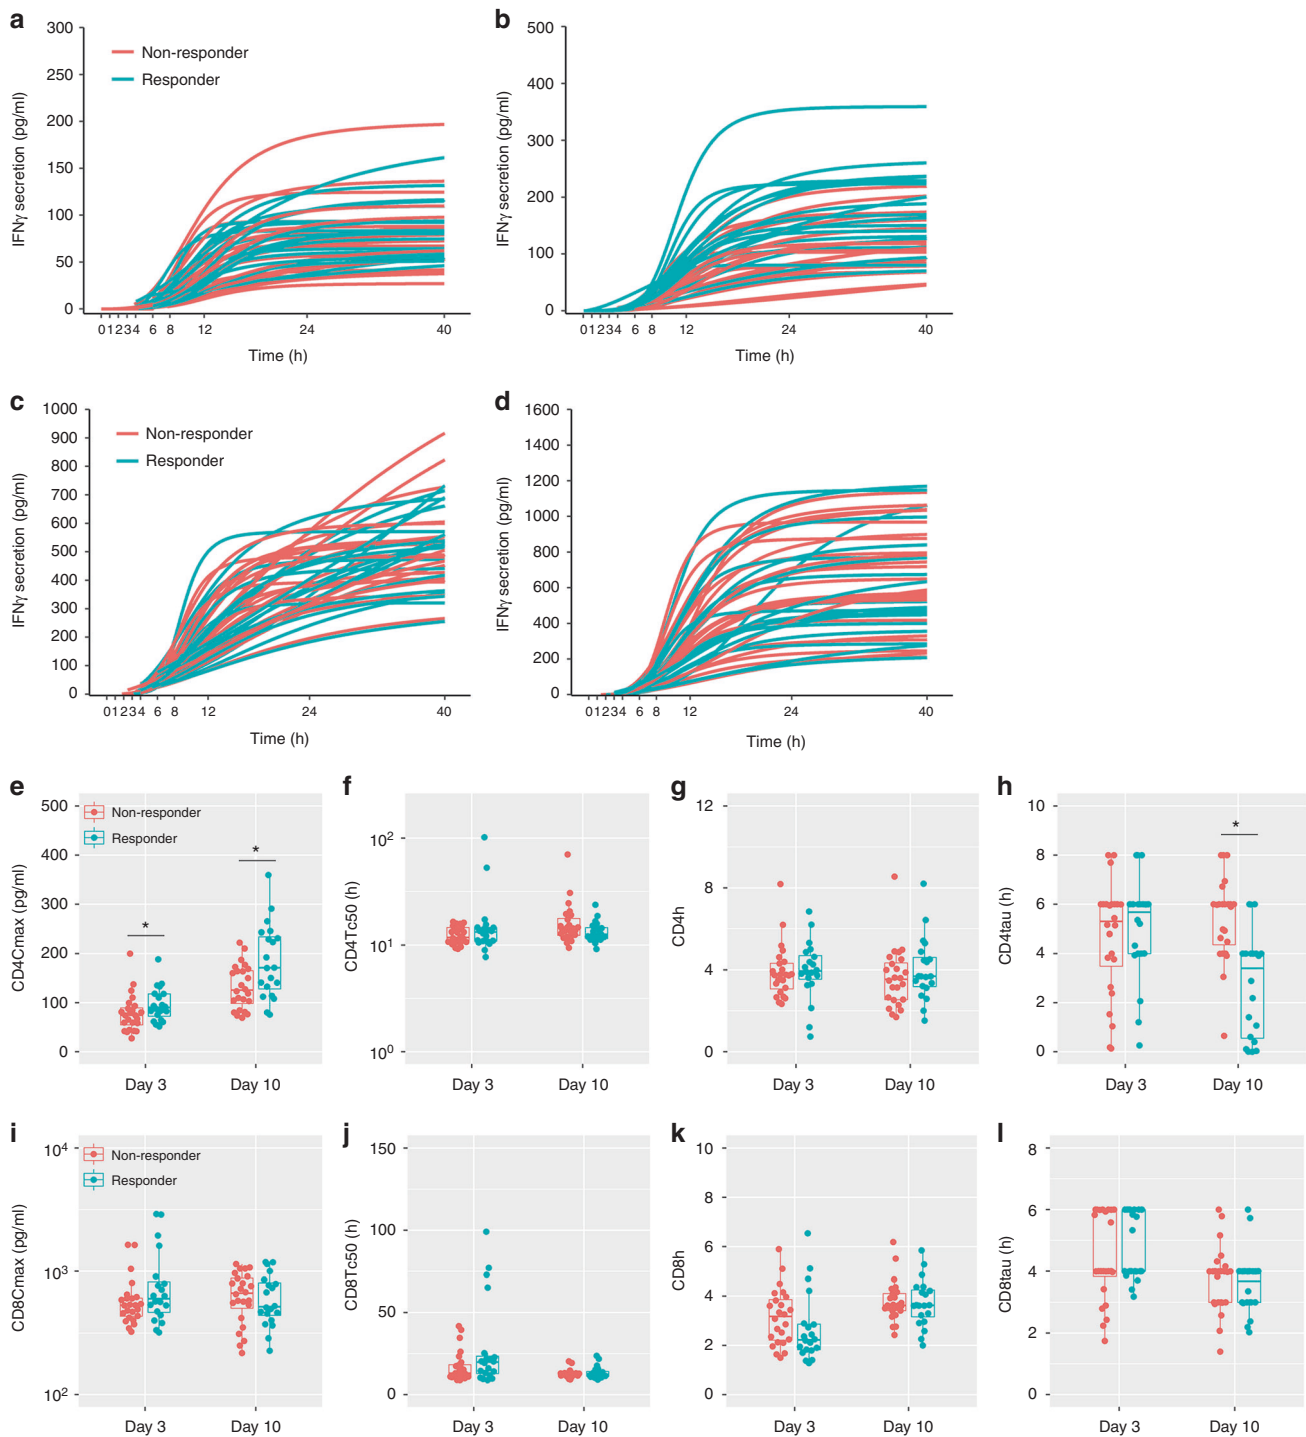 a
300
250
200
150
100
50
0
IFNγ secretion (pg/ml)
Non-responder
Responder
0 1 2 3 4 6 8 12 24 40
Time (h)
b
500
400
300
200
100
0
IFNγ secretion (pg/ml)
0 1 2 3 4 6 8 12 24 40
Time (h)
c
1000
900
800
700
600
500
400
300
200
100
0
IFNγ secretion (pg/ml)
Non-responder
Responder
0 1 2 3 4 6 8 12 24 40
Time (h)
d
1600
1400
1200
1000
800
600
400
200
0
IFNγ secretion (pg/ml)
0 1 2 3 4 6 8 12 24 40
Time (h)
e
500
400
300
200
100
0
CD4Cmax (pg/ml)
Non-responder
Responder
*
*
Day 3 Day 10
f
10²
10¹
10⁰
CD4Tc50 (h)
Day 3 Day 10
g
12
8
4
0
CD4h
Day 3 Day 10
h
10
8
6
4
2
0
CD4tau (h)
*
Day 3 Day 10
i
10⁴
10³
10²
CD8Cmax (pg/ml)
Non-responder
Responder
Day 3 Day 10
j
150
100
50
0
CD8Tc50 (h)
Day 3 Day 10
k
10
8
6
4
2
0
CD8h
Day 3 Day 10
l
8
6
4
2
0
CD8tau (h)
Day 3 Day 10